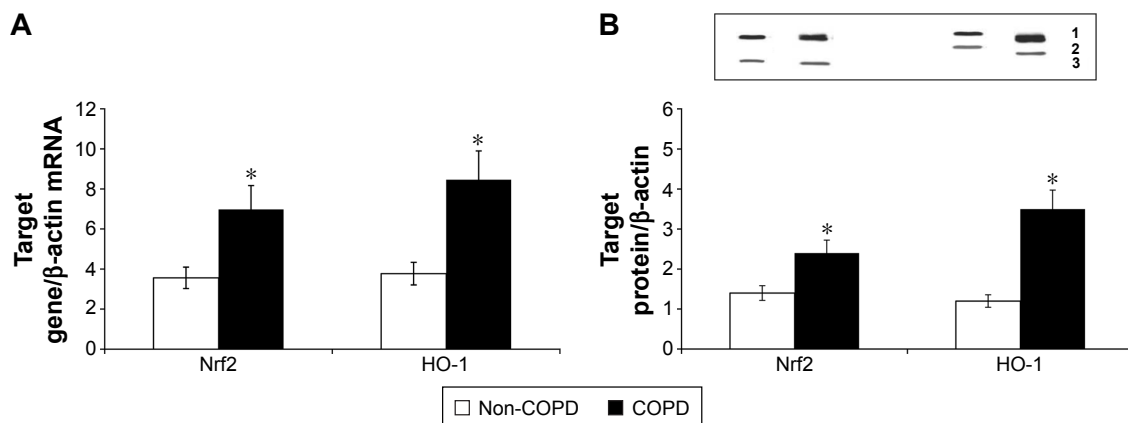 A
Target
gene/β-actin mRNA
12
10
8
6
4
2
0
*
*
Nrf2
HO-1
B
1
2
3
Target
protein/β-actin
6
5
4
3
2
1
0
*
*
Nrf2
HO-1
Non-COPD
COPD